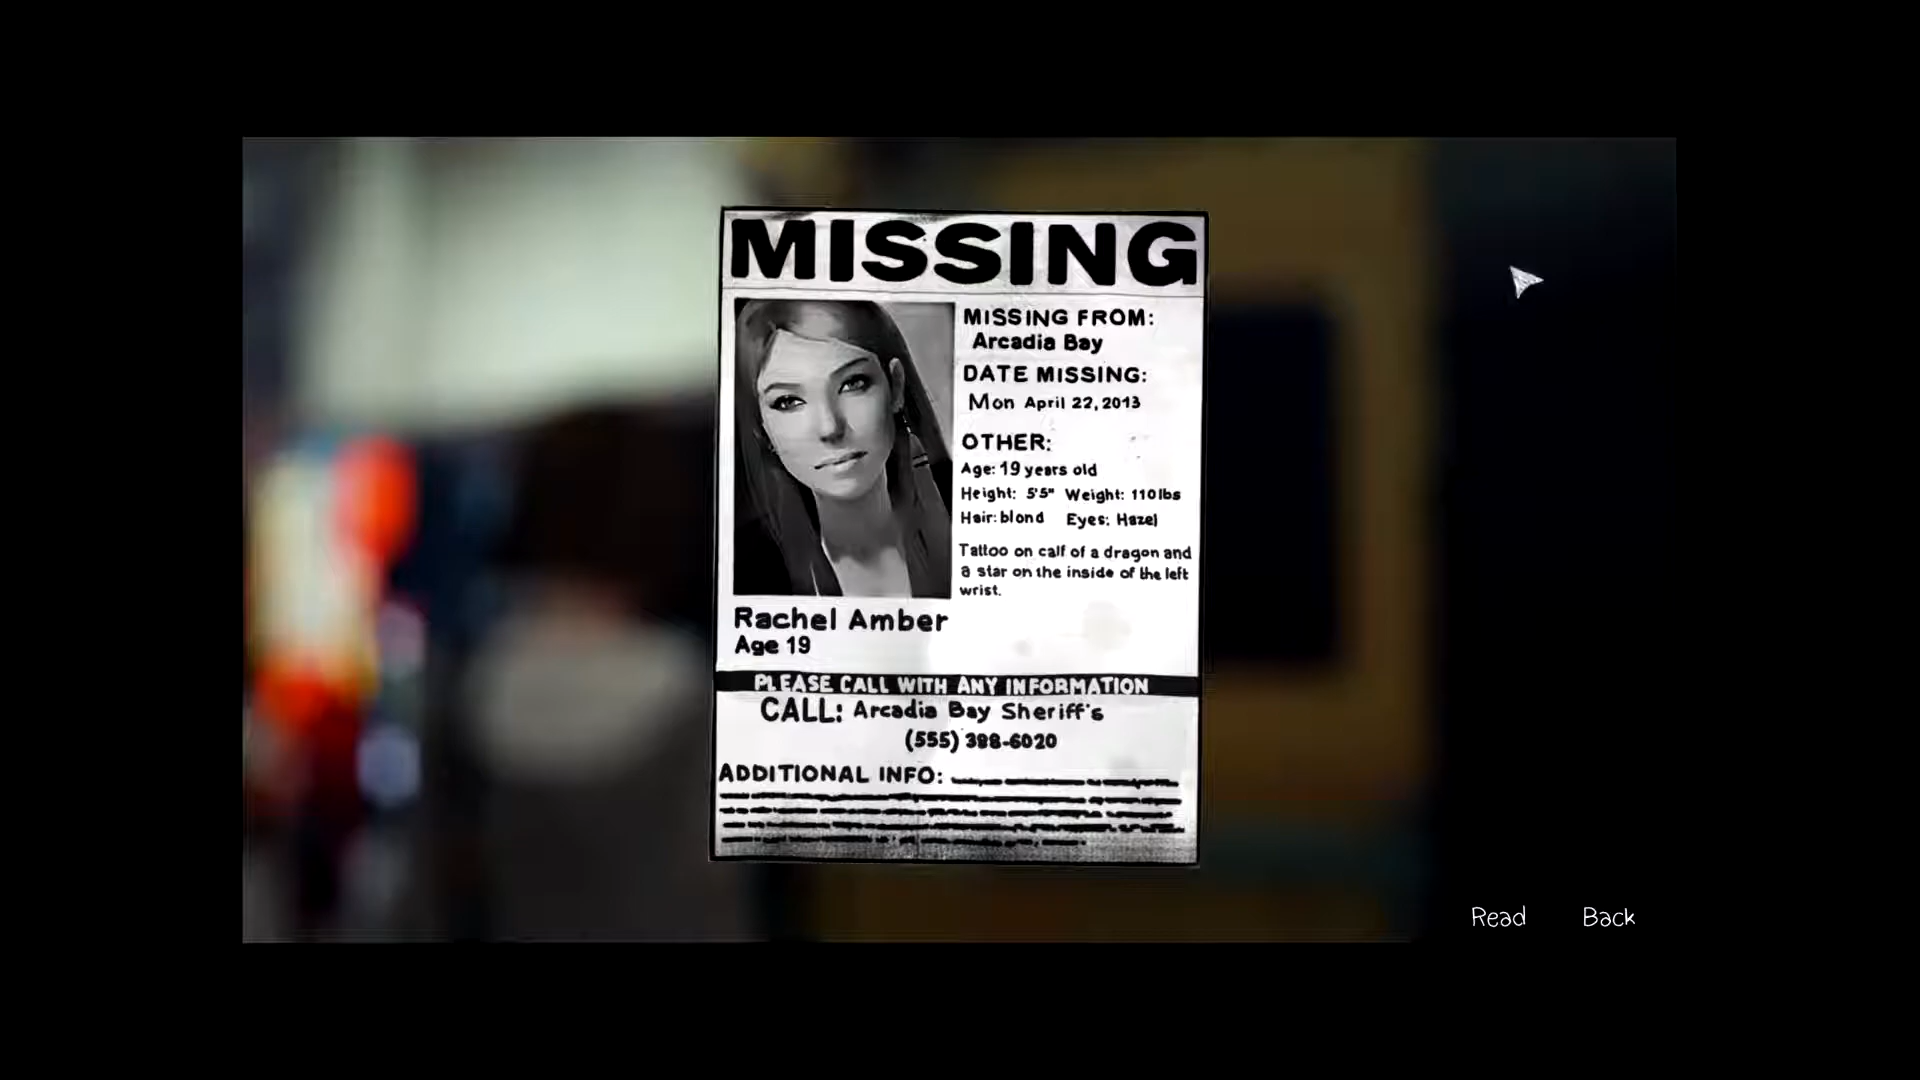 MISSING
MISSING FROM:
Arcadia Bay
DATE MISSING:
Mon April 22, 2013
OTHER:
Age: 19 years old
Height: 5'5" Weight: 110lbs
Hair: blond Eyes: Hazel
Tattoo on calf of a dragon and
a star on the inside of the left
wrist.
Rachel Amber
Age 19
PLEASE CALL WITH ANY INFORMATION
CALL: Arcadia Bay Sheriff's
(555) 388-6020
ADDITIONAL INFO:
Read Back